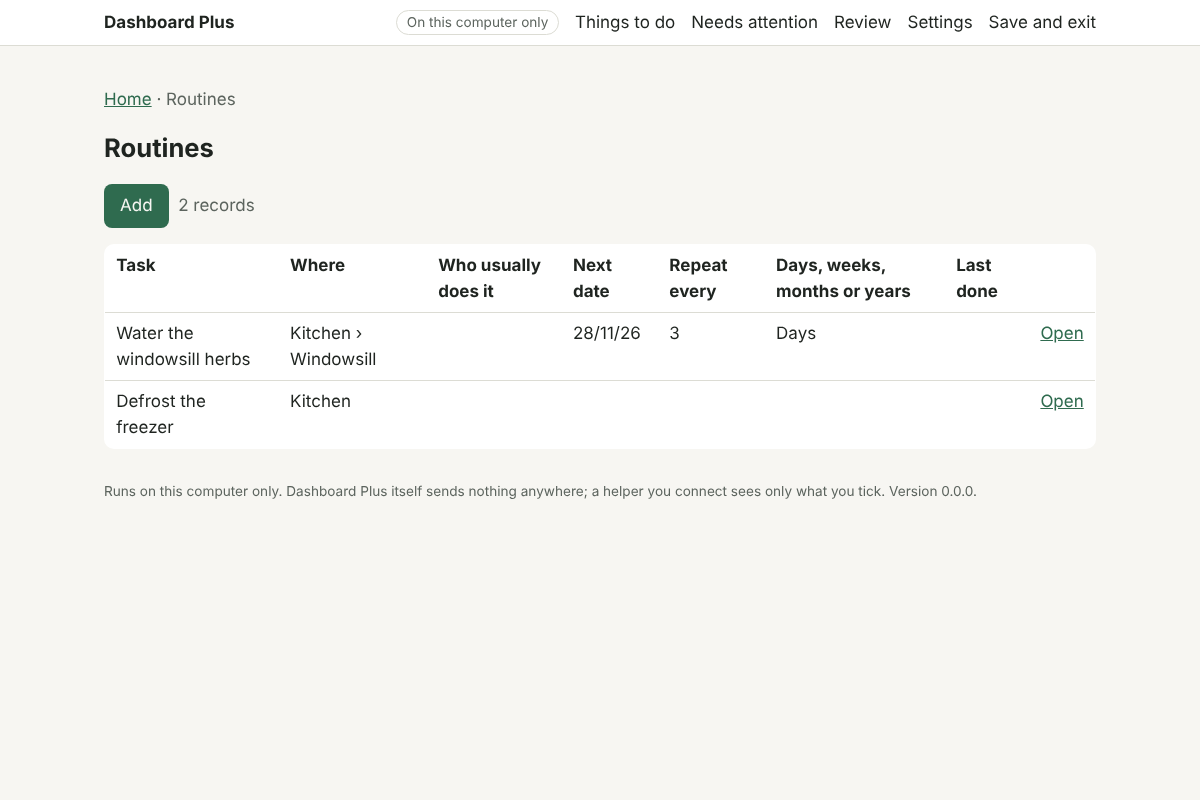 Dashboard Plus On this computer only Things to do Needs attention Review Settings Save and exit
Home · Routines
Routines
Add 2 records
Task Where Who usually does it Next date Repeat every Days, weeks, months or years Last done
Water the windowsill herbs Kitchen › Windowsill 28/11/26 3 Days Open
Defrost the freezer Kitchen Open
Runs on this computer only. Dashboard Plus itself sends nothing anywhere; a helper you connect sees only what you tick. Version 0.0.0.